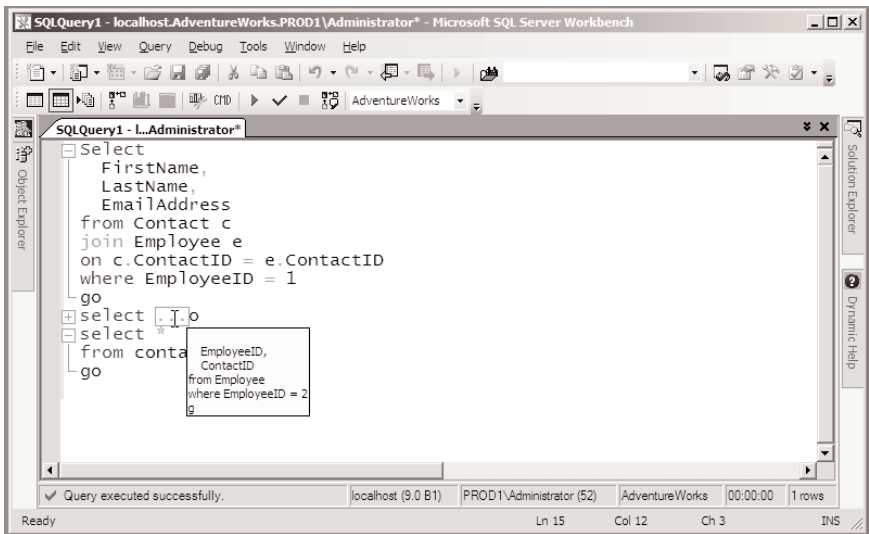 SQLQuery1 - localhost.AdventureWorks.PROD1\Administrator* - Microsoft SQL Server Workbench
File Edit View Query Debug Tools Window Help
CMD AdventureWorks
SQLQuery1 - l...Administrator*
Object Explorer
Solution Explorer
Dynamic Help
Select
FirstName,
LastName,
EmailAddress
from Contact c
join Employee e
on c.ContactID = e.ContactID
where EmployeeID = 1
go
select ...o
select *
from conta
go
EmployeeID,
ContactID
from Employee
where EmployeeID = 2
g
Query executed successfully. localhost (9.0 B1) PROD1\Administrator (52) AdventureWorks 00:00:00 1 rows
Ready Ln 15 Col 12 Ch 3 INS